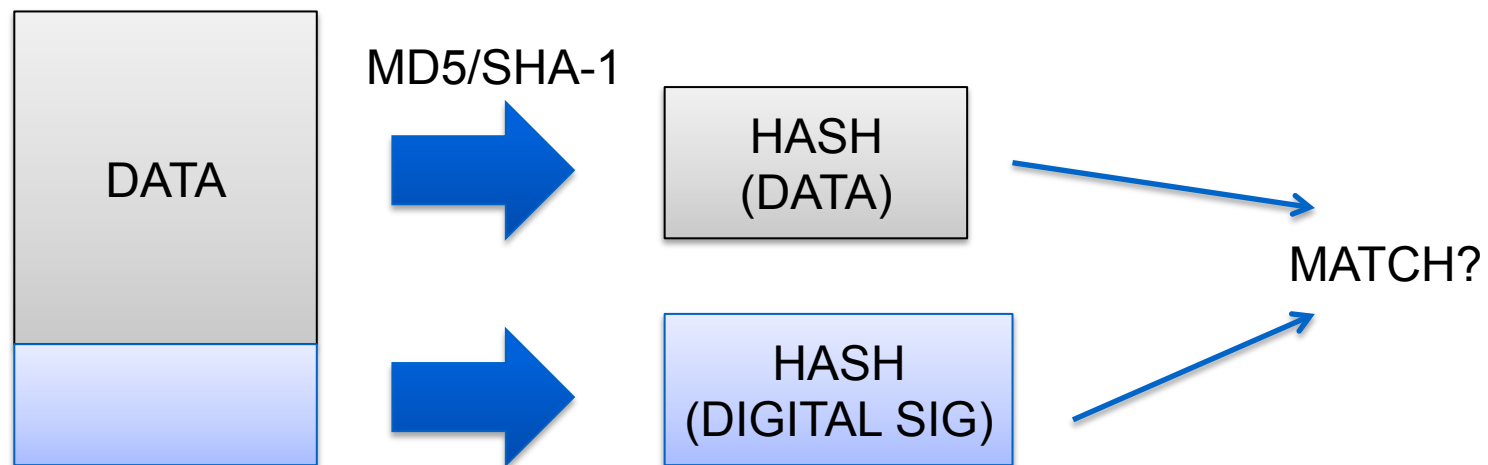 MD5/SHA-1
DATA
HASH
(DATA)
MATCH?
HASH
(DIGITAL SIG)